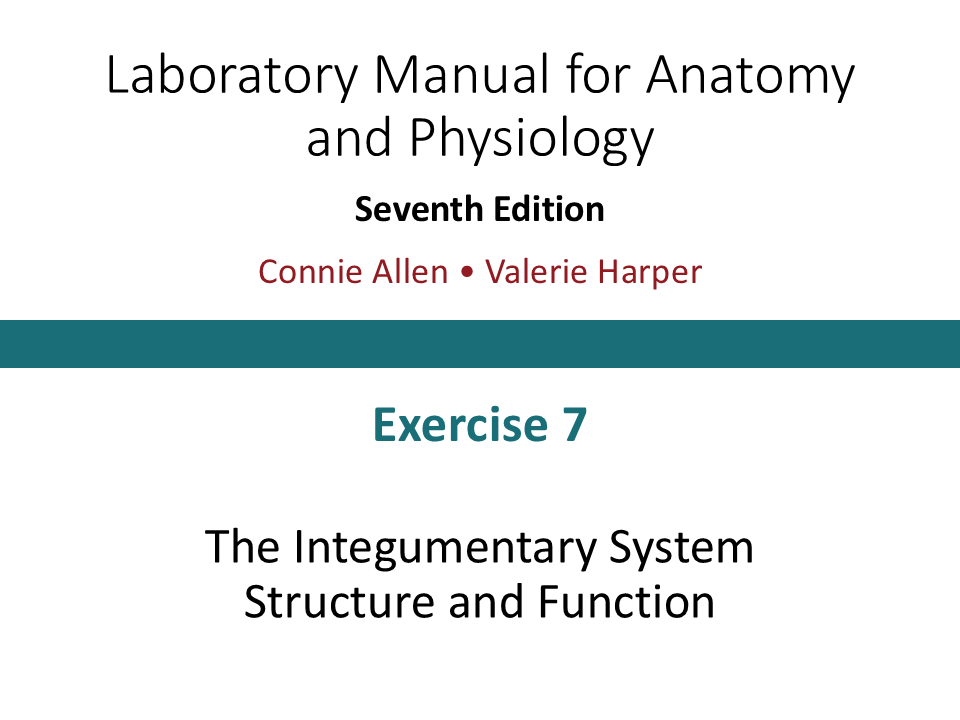 Laboratory Manual for Anatomy
and Physiology
Seventh Edition
Connie Allen • Valerie Harper
Exercise 7
The Integumentary System
Structure and Function